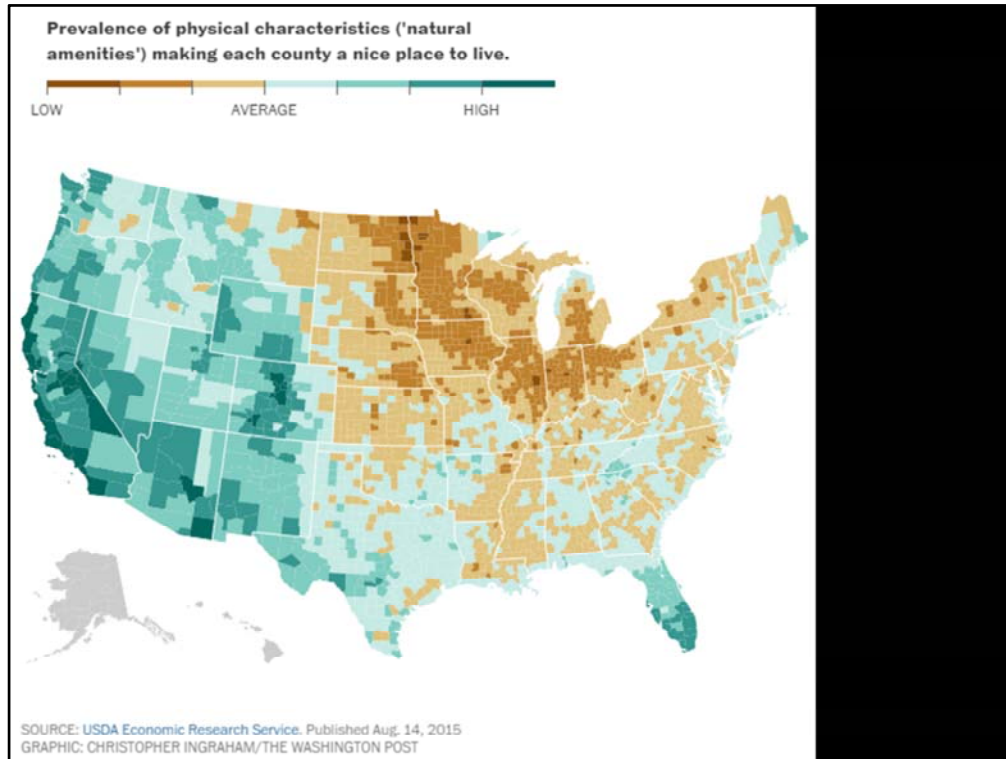 Prevalence of physical characteristics ('natural
amenities') making each county a nice place to live.
LOW AVERAGE HIGH
SOURCE: USDA Economic Research Service. Published Aug. 14, 2015
GRAPHIC: CHRISTOPHER INGRAHAM/THE WASHINGTON POST